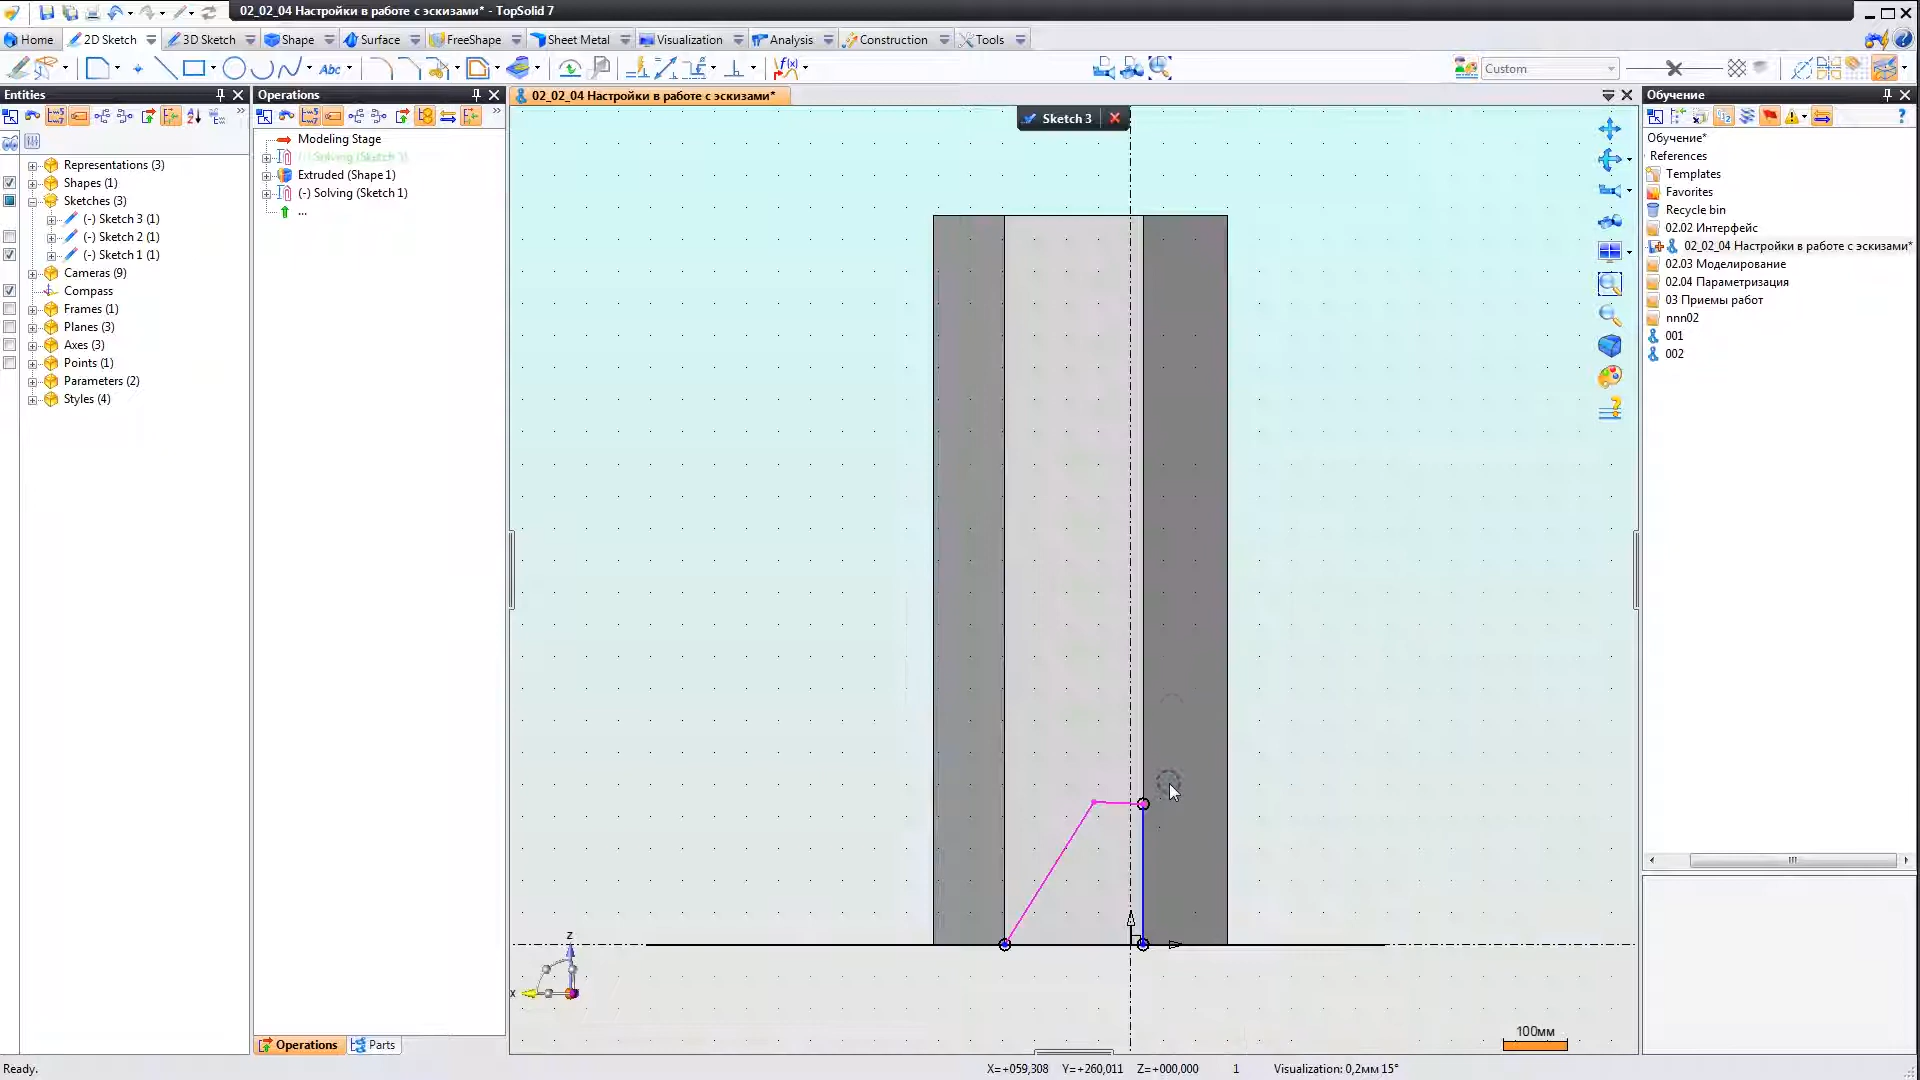 02_02_04 Настройки в работе с эскизами* - TopSolid 7
Home
2D Sketch
3D Sketch
Shape
Surface
FreeShape
Sheet Metal
Visualization
Analysis
Construction
Tools
Abc
Custom
Entities
Operations
02_02_04 Настройки в работе с эскизами*
Обучение
Sketch 3
Representations (3)
Shapes (1)
Sketches (3)
(-) Sketch 3 (1)
(-) Sketch 2 (1)
(-) Sketch 1 (1)
Cameras (9)
Compass
Frames (1)
Planes (3)
Axes (3)
Points (1)
Parameters (2)
Styles (4)
Modeling Stage
(-) Solving (Sketch 3)
Extruded (Shape 1)
(-) Solving (Sketch 1)
...
Обучение*
References
Templates
Favorites
Recycle bin
02.02 Интерфейс
02_02_04 Настройки в работе с эскизами*
02.03 Моделирование
02.04 Параметризация
03 Приемы работ
nnn02
001
002
z
x
100мм
Operations
Parts
Ready.
X=+059,308 Y=+260,011 Z=+000,000 1 Visualization: 0,2мм 15°